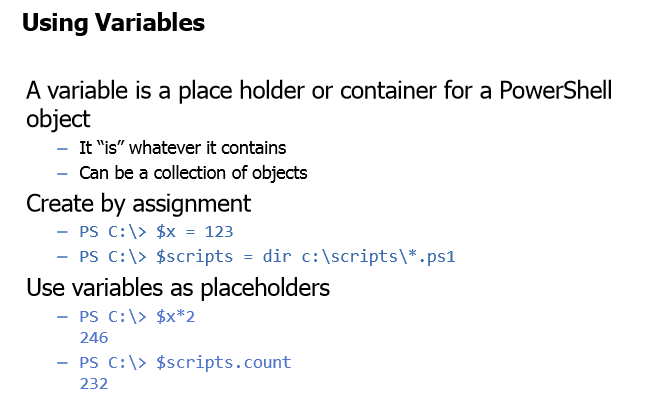 Using Variables
A variable is a place holder or container for a PowerShell
object
– It “is” whatever it contains
– Can be a collection of objects
Create by assignment
– PS C:\> $x = 123
– PS C:\> $scripts = dir c:\scripts\*.ps1
Use variables as placeholders
– PS C:\> $x*2
246
– PS C:\> $scripts.count
232